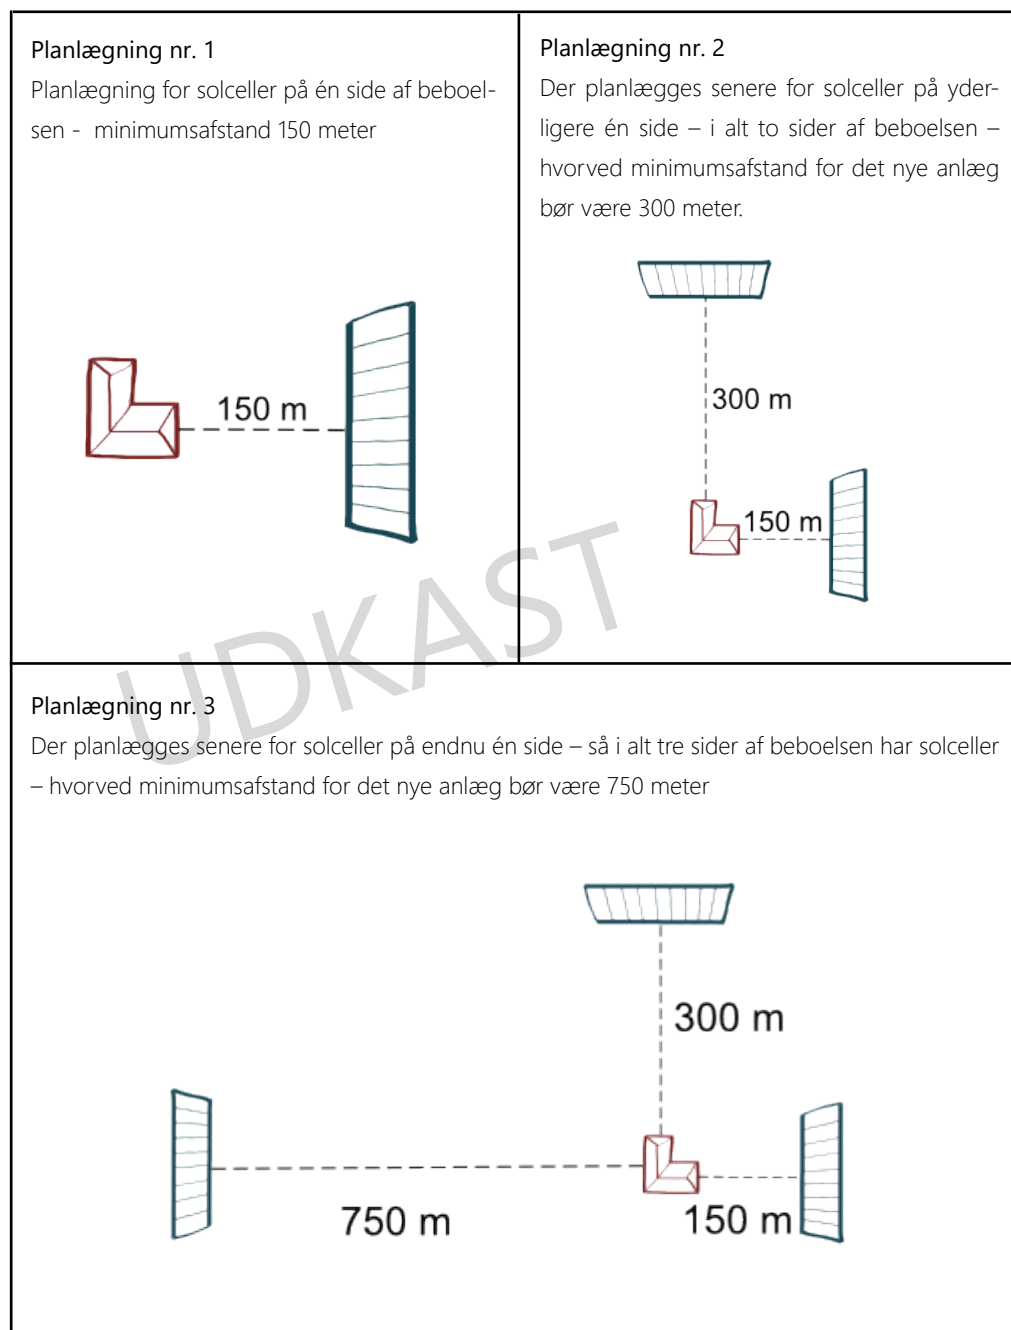 Planlægning nr. 1
Planlægning for solceller på én side af beboel-
sen - minimumsafstand 150 meter
150 m
Planlægning nr. 2
Der planlægges senere for solceller på yder-
ligere én side – i alt to sider af beboelsen –
hvorved minimumsafstand for det nye anlæg
bør være 300 meter.
300 m
150 m
UDKAST
Planlægning nr. 3
Der planlægges senere for solceller på endnu én side – så i alt tre sider af beboelsen har solceller
– hvorved minimumsafstand for det nye anlæg bør være 750 meter
300 m
750 m
150 m